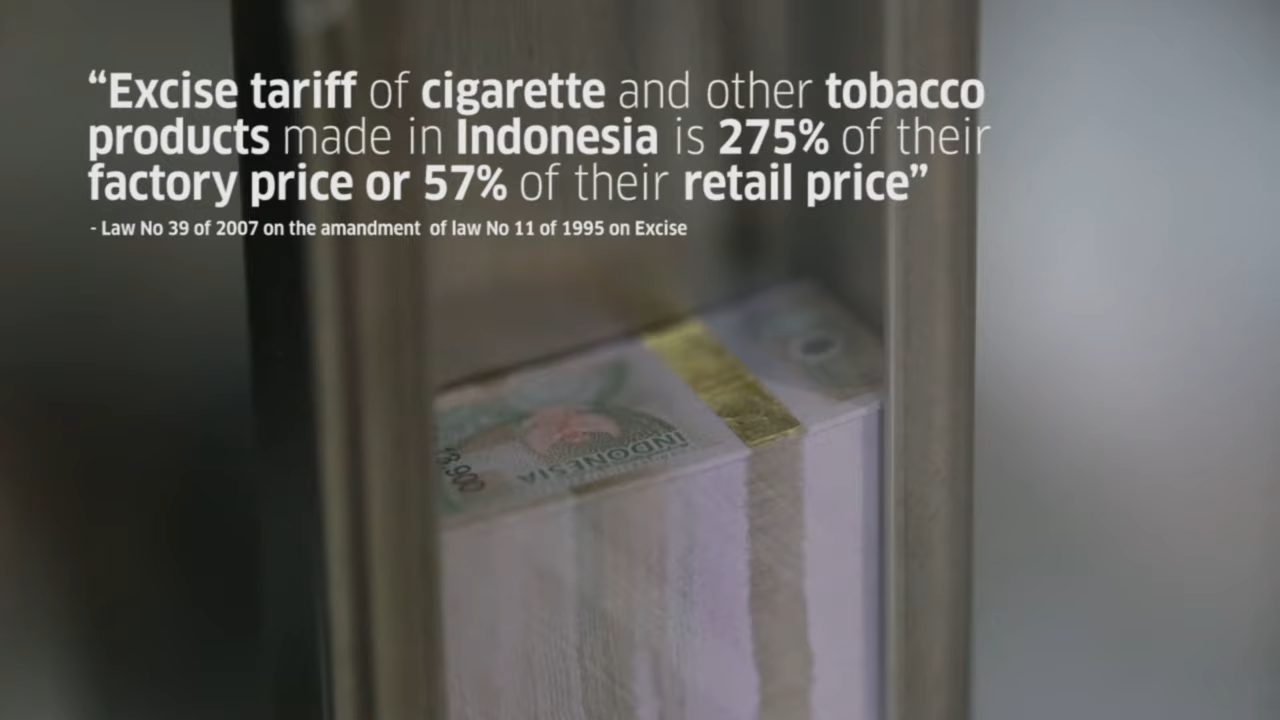 “Excise tariff of cigarette and other tobacco
products made in Indonesia is 275% of their
factory price or 57% of their retail price”
- Law No 39 of 2007 on the amandment of law No 11 of 1995 on Excise
INDONESIA